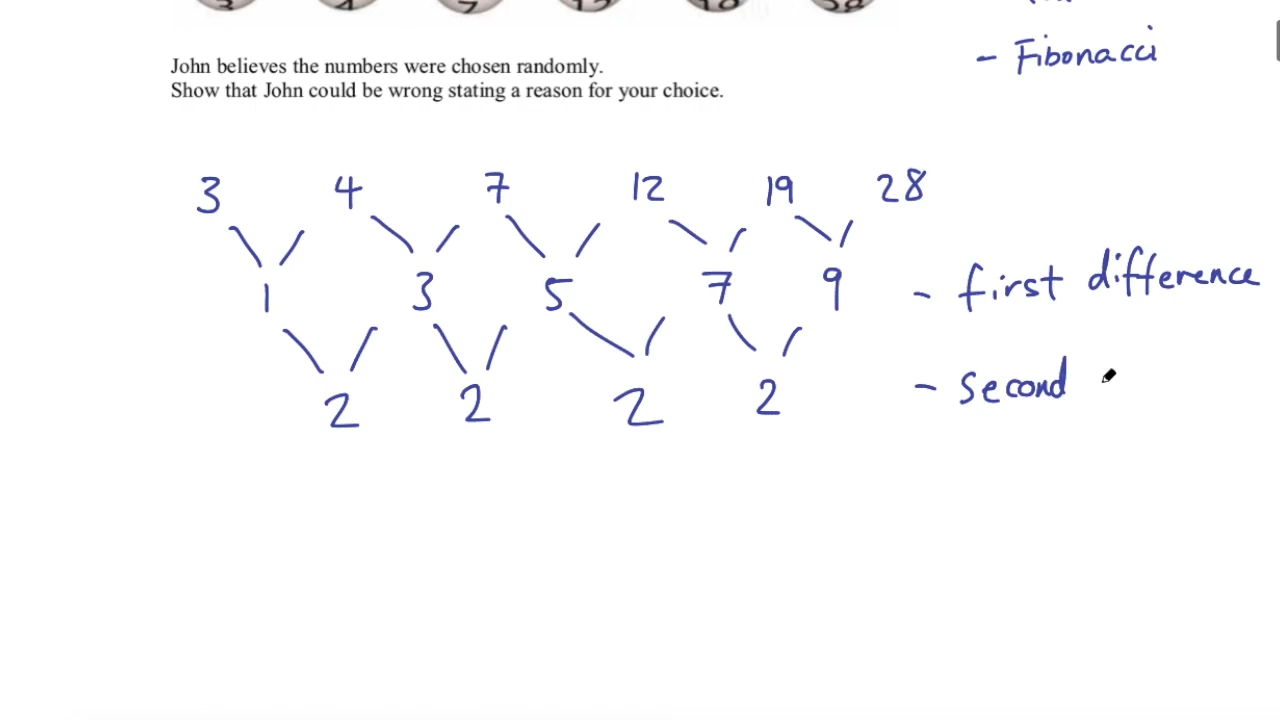 - Fibonacci
John believes the numbers were chosen randomly.
Show that John could be wrong stating a reason for your choice.
3 4 7 12 19 28
1 3 5 7 9 - first difference
2 2 2 2 - second